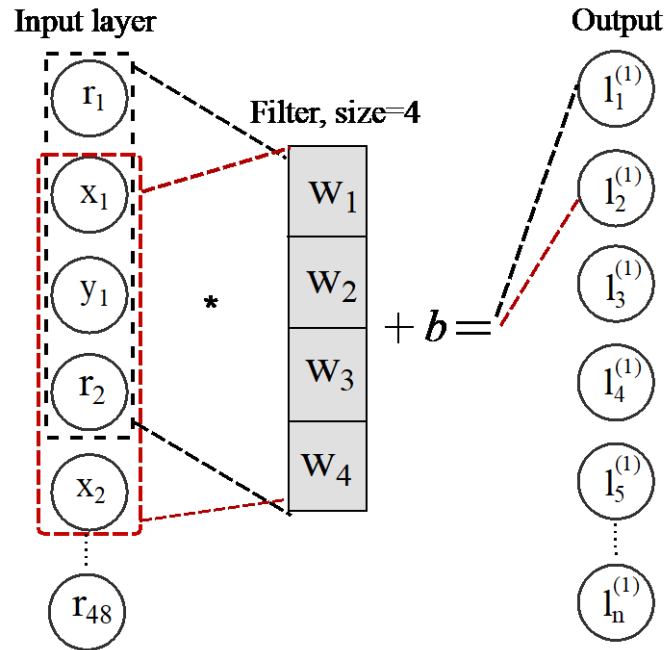 Input layer
Output
r₁
x₁
y₁
r₂
x₂
r₄₈
Filter, size=4
*
W₁
W₂
W₃
W₄
+ b =
l₁⁽¹⁾
l₂⁽¹⁾
l₃⁽¹⁾
l₄⁽¹⁾
l₅⁽¹⁾
lₙ⁽¹⁾